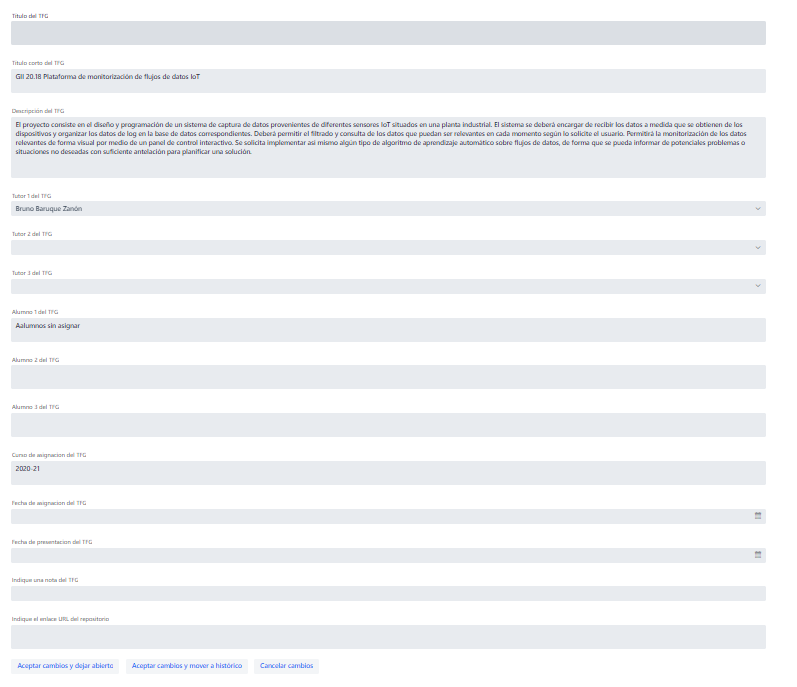 Título del TFG
Título corto del TFG
GII 20.18 Plataforma de monitorización de flujos de datos IoT
Descripción del TFG
El proyecto consiste en el diseño y programación de un sistema de captura de datos provenientes de diferentes sensores IoT situados en una planta industrial. El sistema se deberá encargar de recibir los datos a medida que se obtienen de los
dispositivos y organizar los datos de log en la base de datos correspondientes. Deberá permitir el filtrado y consulta de los datos que puedan ser relevantes en cada momento según lo solicite el usuario. Permitirá la monitorización de los datos
relevantes de forma visual por medio de un panel de control interactivo. Se solicita implementar así mismo algún tipo de algoritmo de aprendizaje automático sobre flujos de datos, de forma que se pueda informar de potenciales problemas o
situaciones no deseadas con suficiente antelación para planificar una solución.
Tutor 1 del TFG
Bruno Baruque Zanón
Tutor 2 del TFG
Tutor 3 del TFG
Alumno 1 del TFG
Aalumnos sin asignar
Alumno 2 del TFG
Alumno 3 del TFG
Curso de asignacion del TFG
2020-21
Fecha de asignacion del TFG
Fecha de presentacion del TFG
Indique una nota del TFG
Indique el enlace URL del repositorio
Aceptar cambios y dejar abierto Aceptar cambios y mover a histórico Cancelar cambios